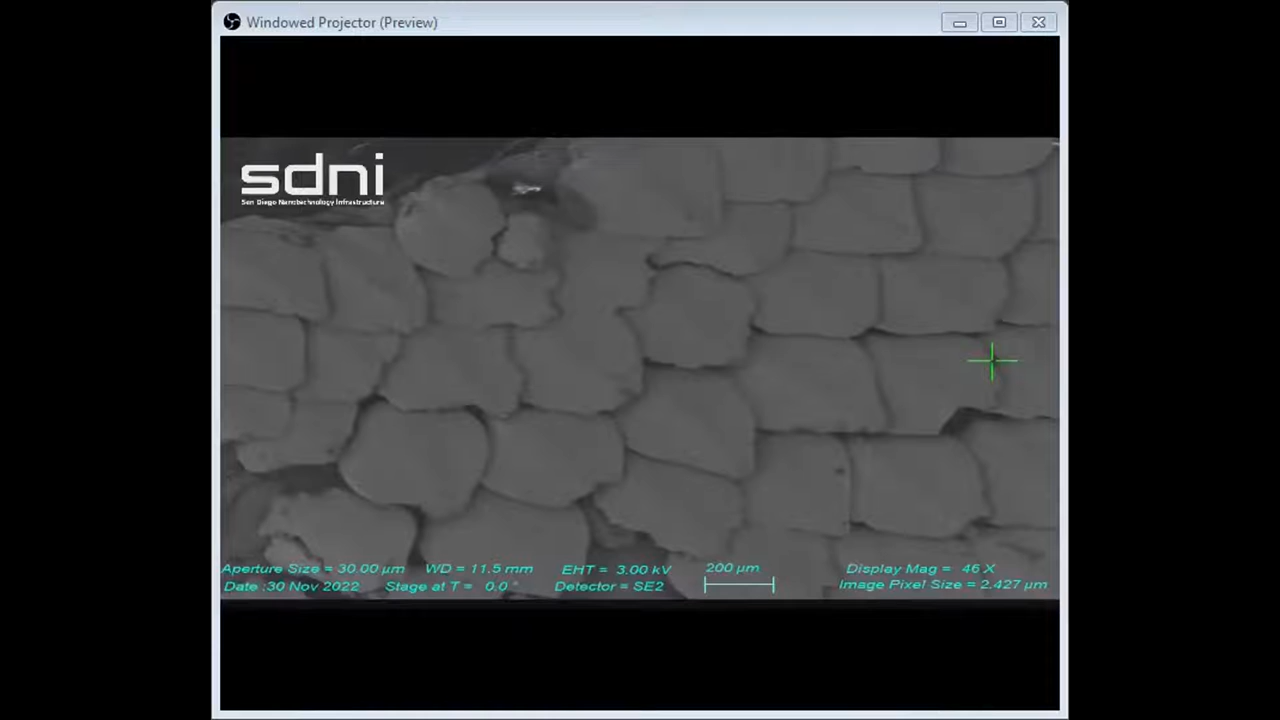 Windowed Projector (Preview)
sdni
San Diego Nanotechnology Infrastructure
Aperture Size = 30.00 µm WD = 11.5 mm EHT = 3.00 kV 200 µm Display Mag = 46 X
Date :30 Nov 2022 Stage at T = 0.0 ° Detector = SE2 Image Pixel Size = 2.427 µm